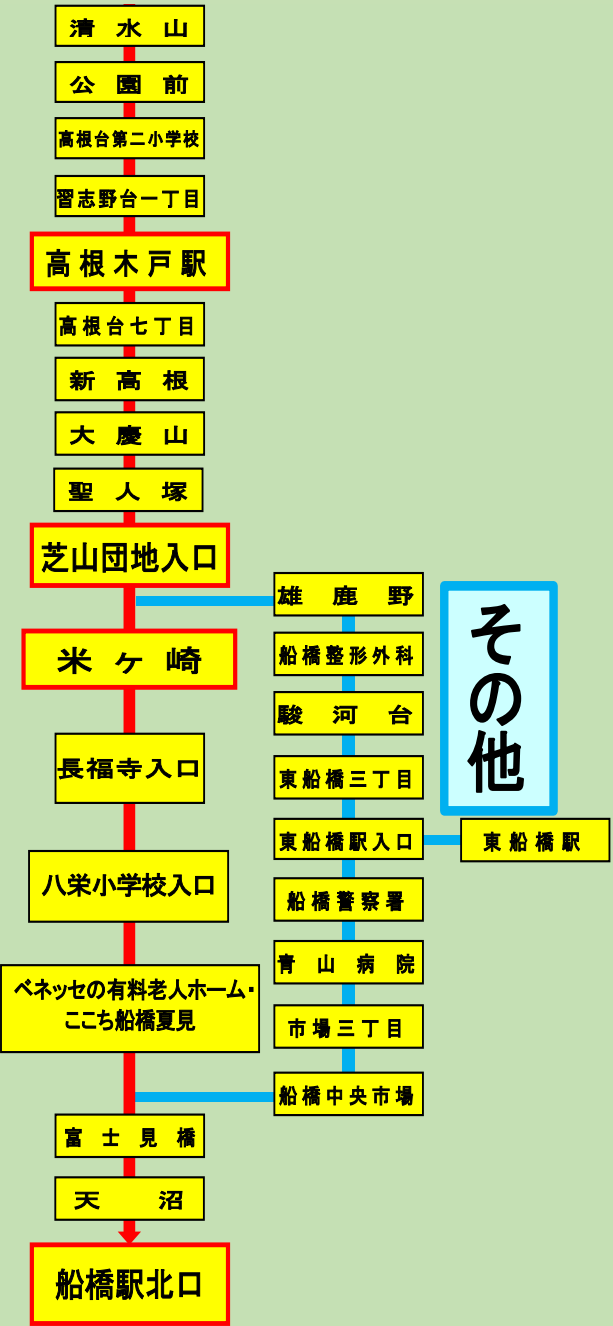 清水山
公園前
高根台第二小学校
習志野台一丁目
高根木戸駅
高根台七丁目
新高根
大慶山
聖人塚
芝山団地入口
米ヶ崎
長福寺入口
八栄小学校入口
ベネッセの有料老人ホーム・
ここち船橋夏見
富士見橋
天沼
船橋駅北口
雄鹿野
船橋整形外科
駿河台
東船橋三丁目
東船橋駅入口
船橋警察署
青山病院
市場三丁目
船橋中央市場
その他
東船橋駅